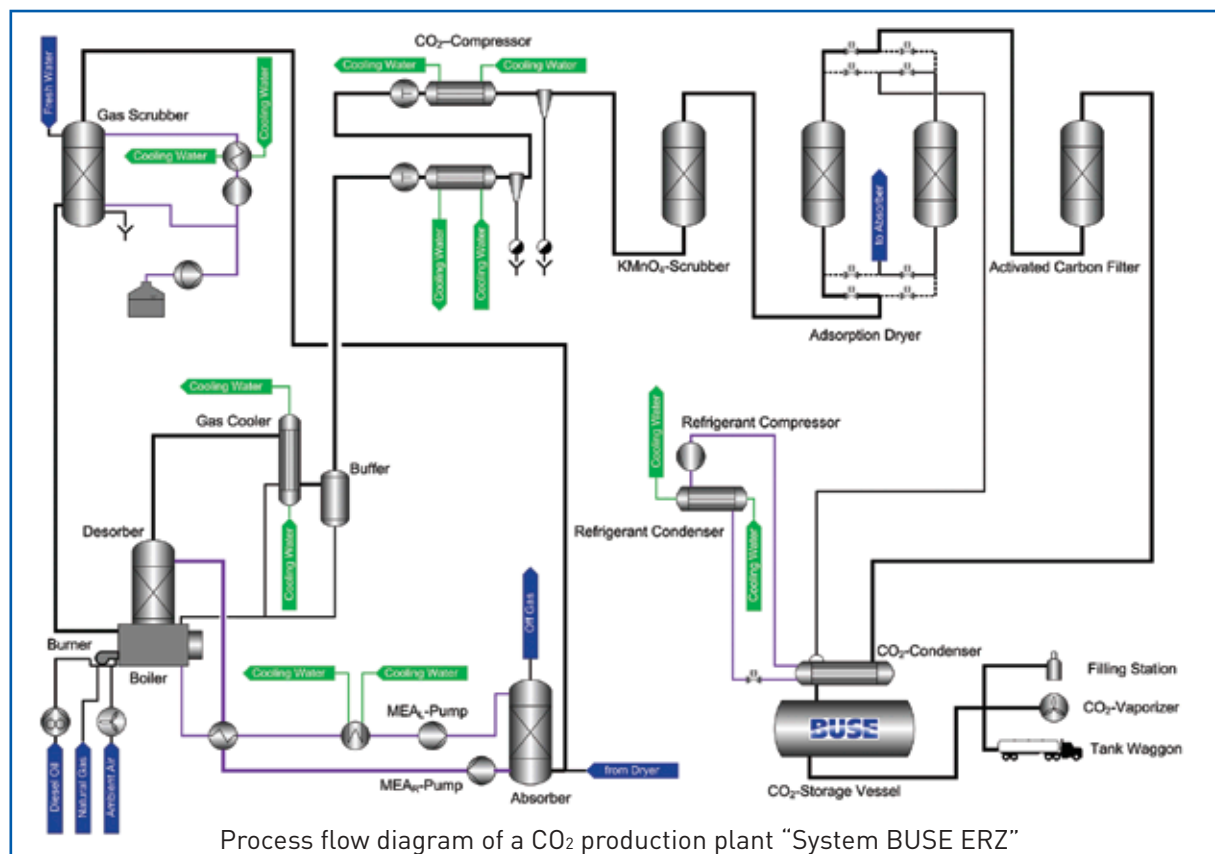 CO₂–Compressor
Cooling Water
Cooling Water
Fresh Water
Gas Scrubber
Cooling Water
Cooling Water
Cooling Water
Cooling Water
KMnO₄-Scrubber
to Absorber
Adsorption Dryer
Activated Carbon Filter
Cooling Water
Gas Cooler
Buffer
Cooling Water
Desorber
Burner
Boiler
Diesel Oil
Natural Gas
Ambient Air
Cooling Water
Cooling Water
MEAL-Pump
MEAR-Pump
Off Gas
Absorber
from Dryer
Cooling Water
Refrigerant Compressor
Refrigerant Condenser
Cooling Water
CO₂-Condenser
BUSE
CO₂-Storage Vessel
Filling Station
CO₂-Vaporizer
Tank Waggon
Process flow diagram of a CO₂ production plant “System BUSE ERZ”